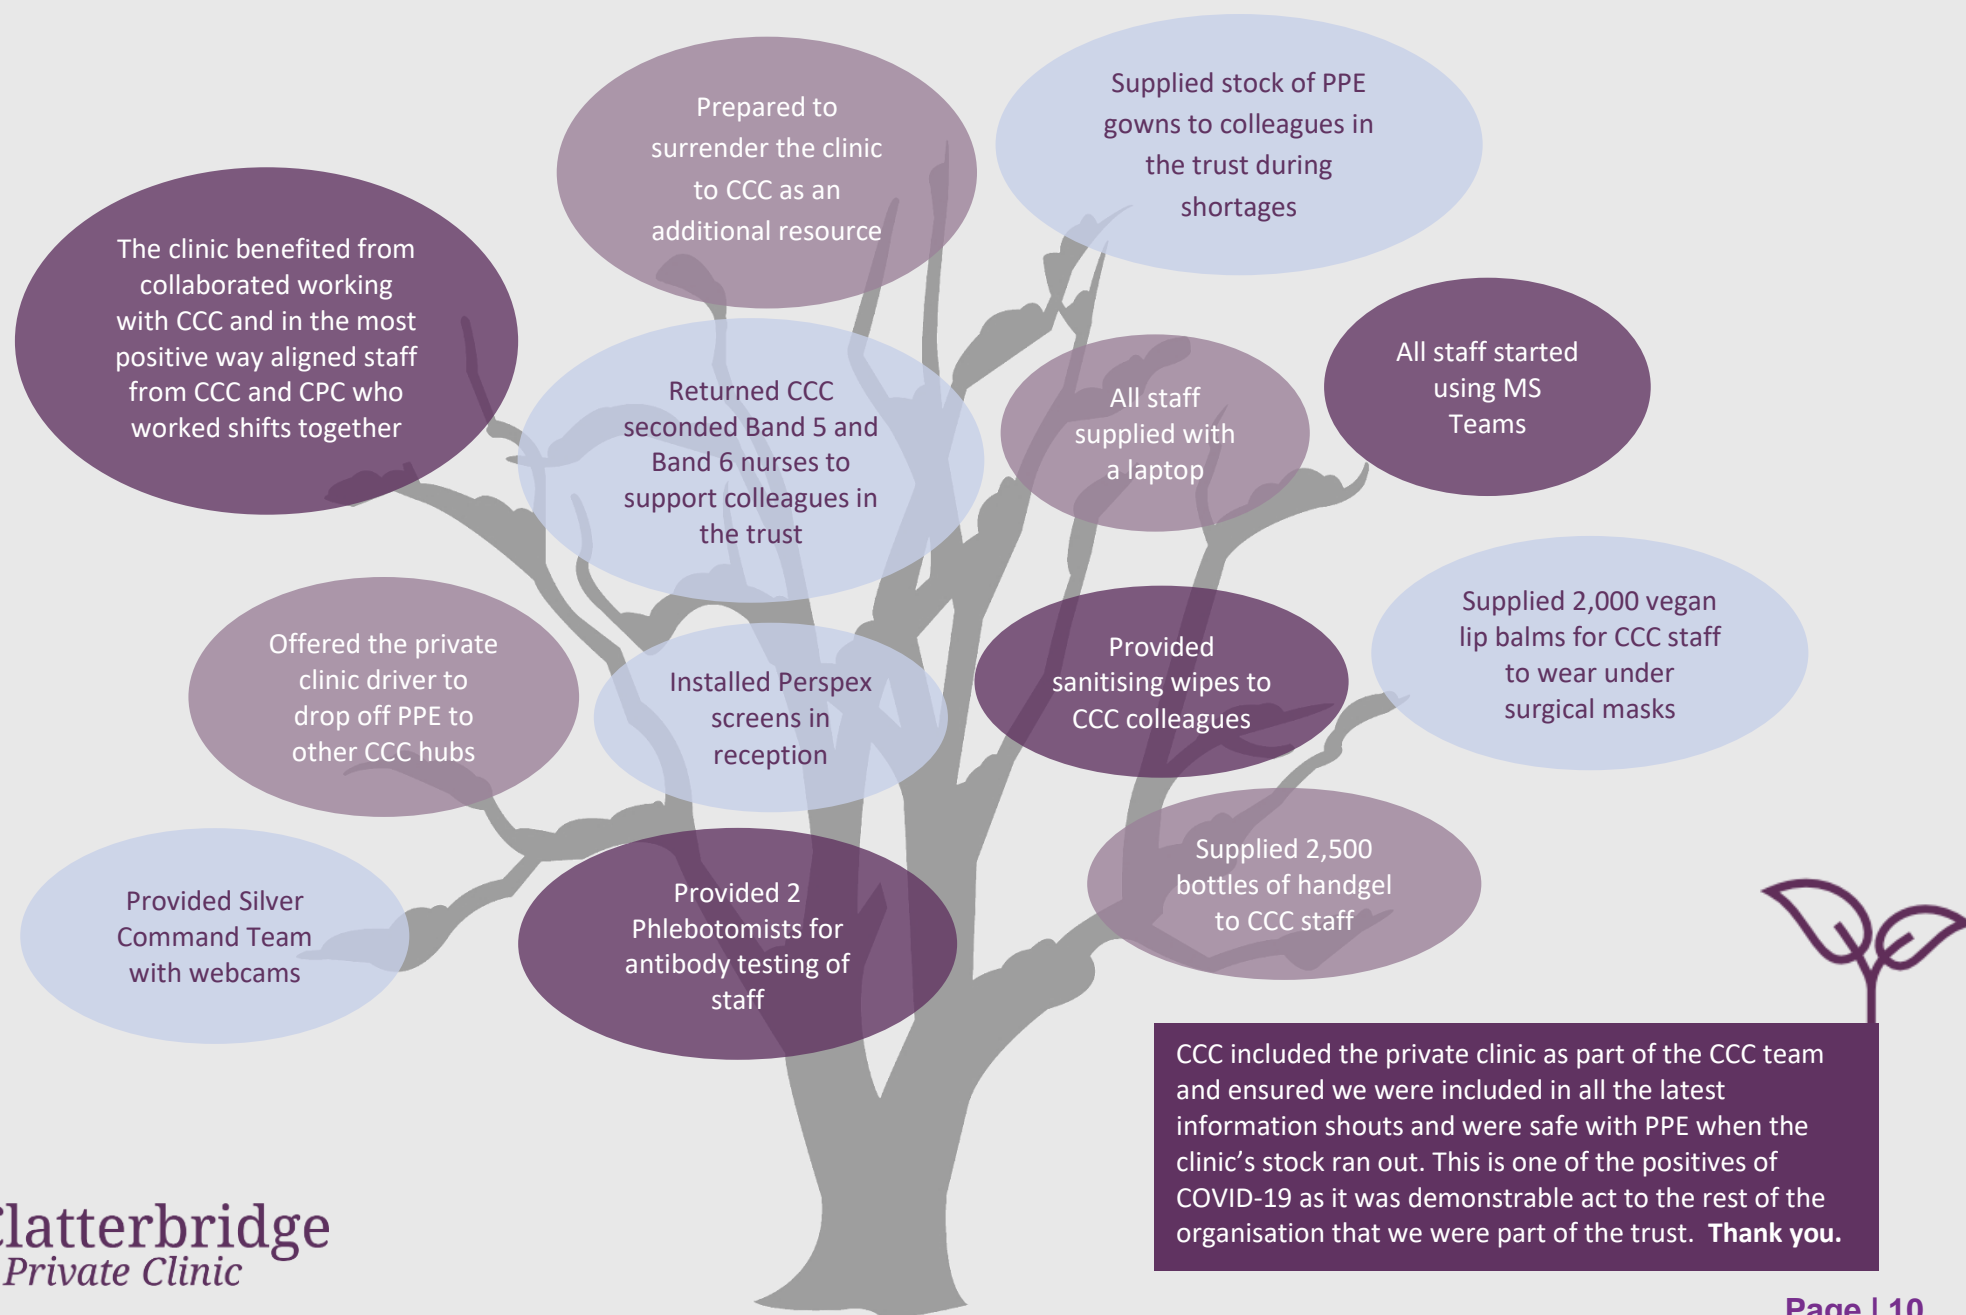 Prepared to
surrender the clinic
to CCC as an
additional resource
Supplied stock of PPE
gowns to colleagues in
the trust during
shortages
The clinic benefited from
collaborated working
with CCC and in the most
positive way aligned staff
from CCC and CPC who
worked shifts together
Returned CCC
seconded Band 5 and
Band 6 nurses to
support colleagues in
the trust
All staff
supplied with
a laptop
All staff started
using MS
Teams
Offered the private
clinic driver to
drop off PPE to
other CCC hubs
Installed Perspex
screens in
reception
Provided
sanitising wipes to
CCC colleagues
Supplied 2,000 vegan
lip balms for CCC staff
to wear under
surgical masks
Provided Silver
Command Team
with webcams
Provided 2
Phlebotomists for
antibody testing of
staff
Supplied 2,500
bottles of handgel
to CCC staff
CCC included the private clinic as part of the CCC team
and ensured we were included in all the latest
information shouts and were safe with PPE when the
clinic’s stock ran out. This is one of the positives of
COVID-19 as it was demonstrable act to the rest of the
organisation that we were part of the trust. Thank you.
Clatterbridge
Private Clinic
Page | 10